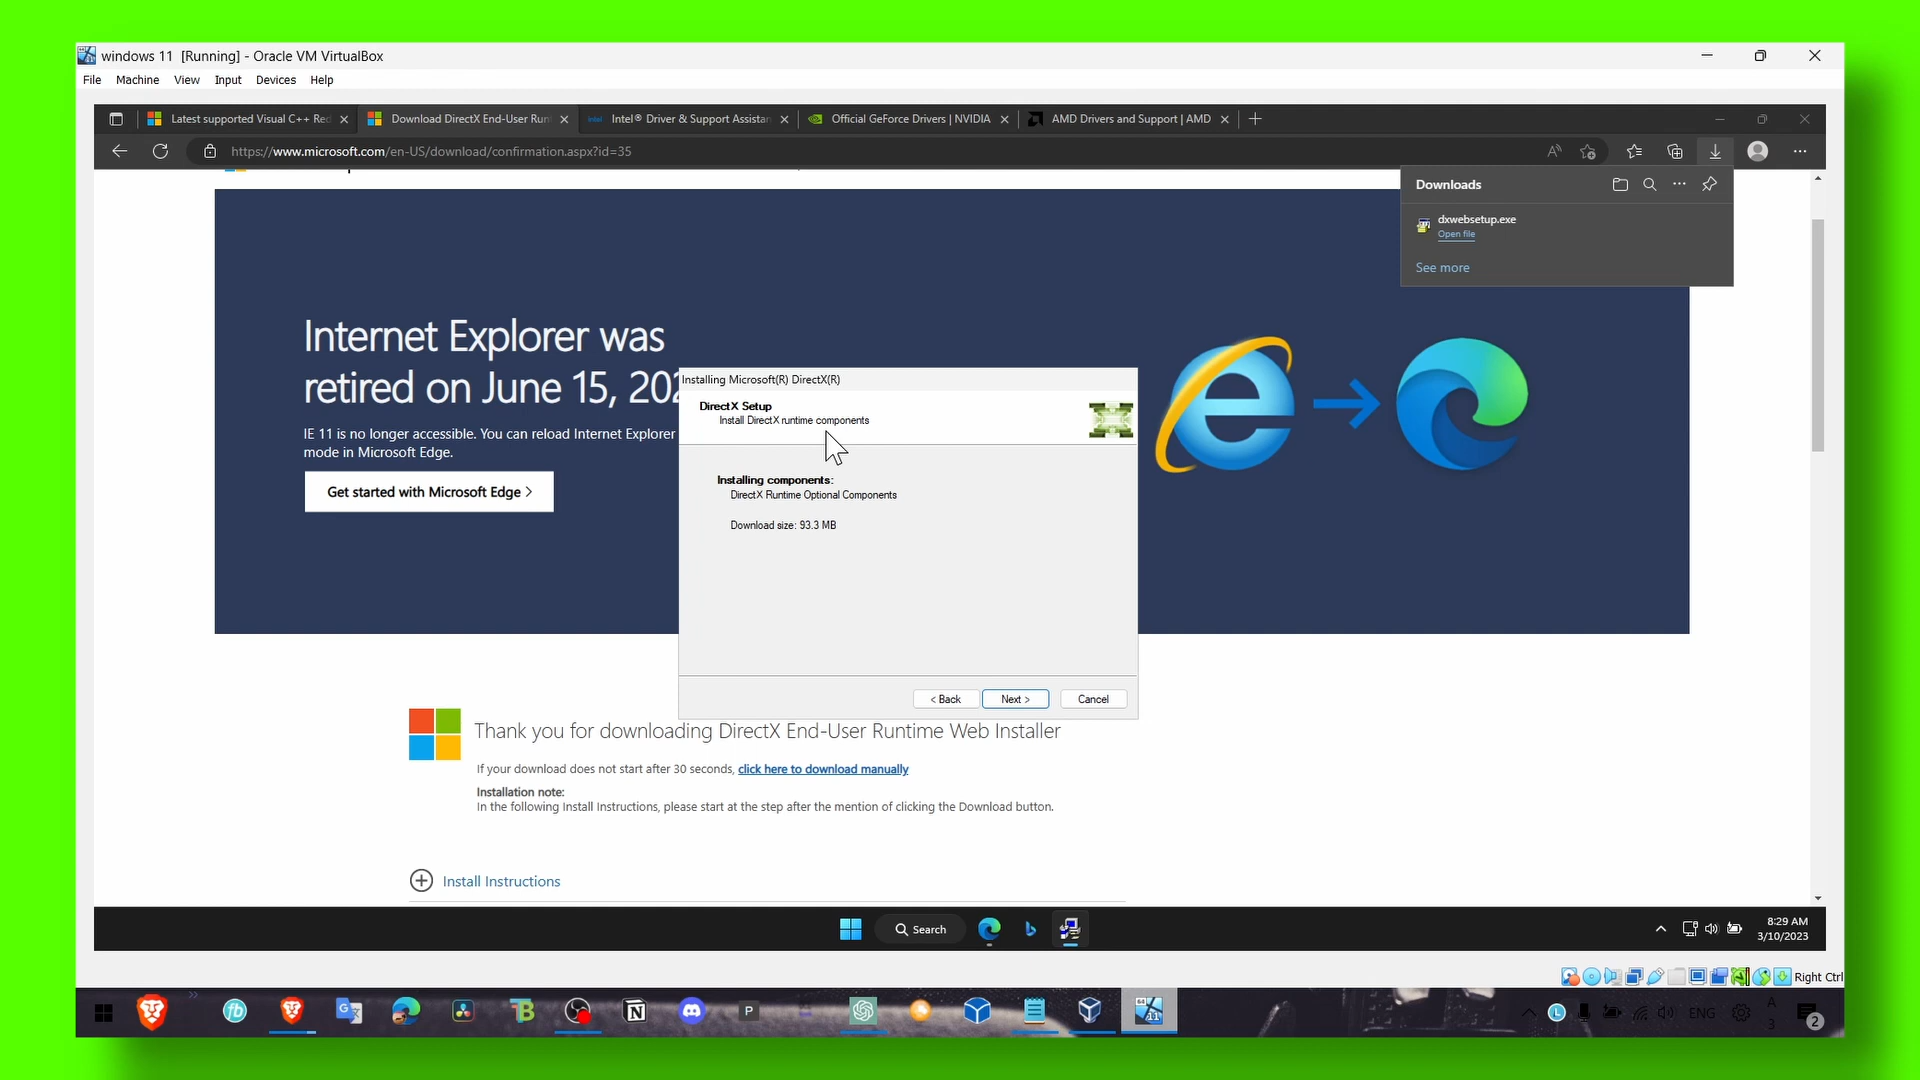 windows 11 [Running] - Oracle VM VirtualBox
File Machine View Input Devices Help
Latest supported Visual C++ Red
Download DirectX End-User Runt
intel Intel® Driver & Support Assistan
Official GeForce Drivers | NVIDIA
AMD Drivers and Support | AMD
https://www.microsoft.com/en-US/download/confirmation.aspx?id=35
Downloads
dxwebsetup.exe
Open file
See more
Internet Explorer was
retired on June 15, 202
IE 11 is no longer accessible. You can reload Internet Explorer
mode in Microsoft Edge.
Get started with Microsoft Edge >
Installing Microsoft(R) DirectX(R)
DirectX Setup
Install DirectX runtime components
Installing components:
DirectX Runtime Optional Components
Download size: 93.3 MB
< Back
Next >
Cancel
Thank you for downloading DirectX End-User Runtime Web Installer
If your download does not start after 30 seconds, click here to download manually
Installation note:
In the following Install Instructions, please start at the step after the mention of clicking the Download button.
Install Instructions
Search
8:29 AM
3/10/2023
Right Ctrl
ENG
2